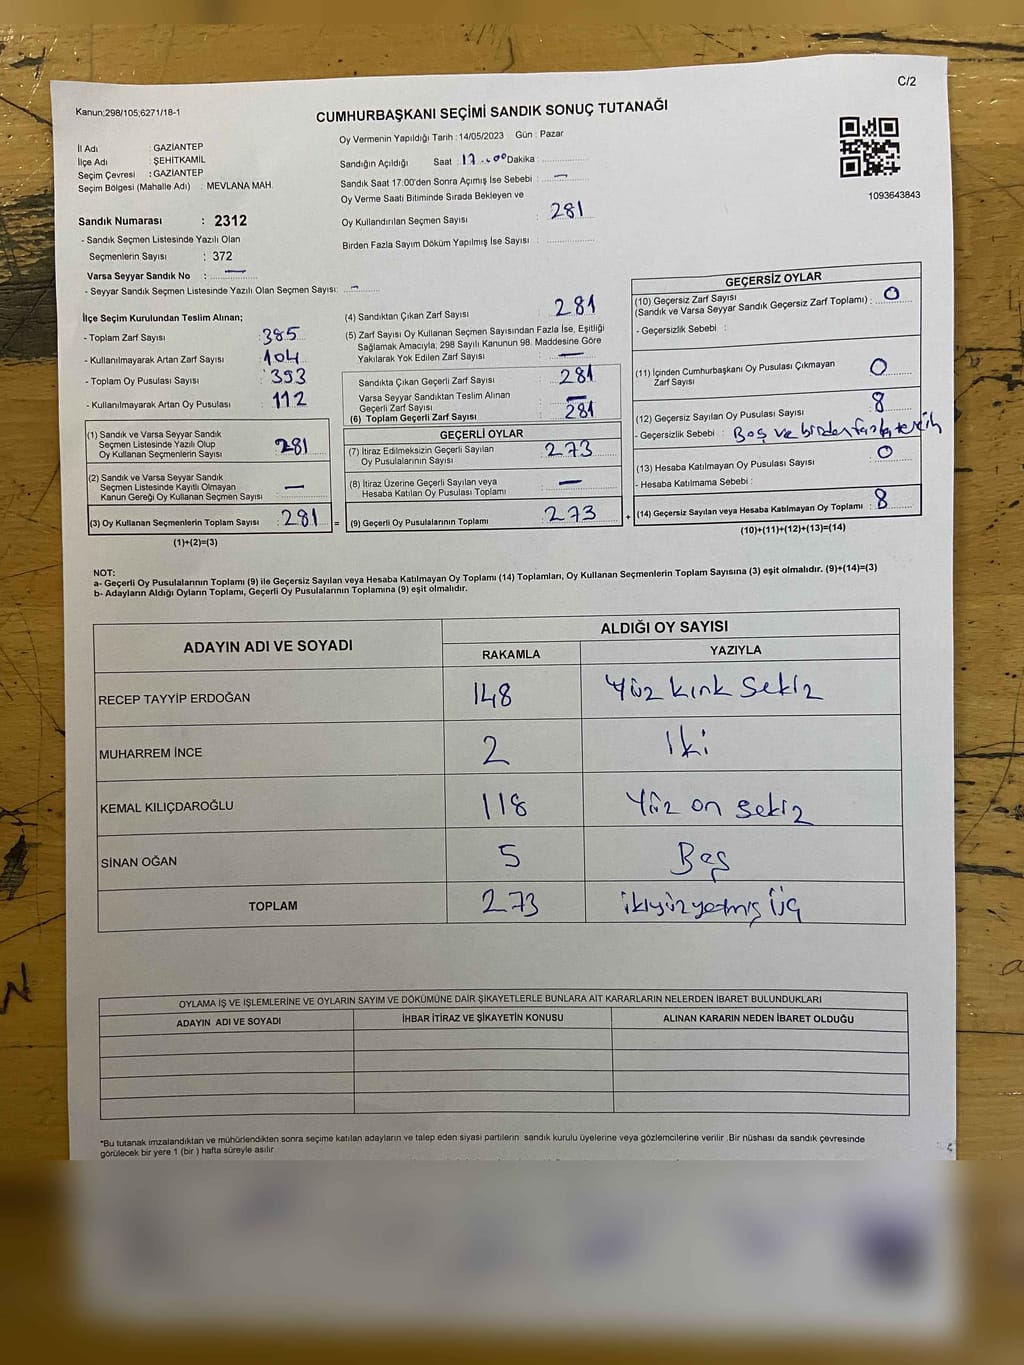 C/2
Kanun:298/105;6271/18-1
CUMHURBAŞKANI SEÇİMİ SANDIK SONUÇ TUTANAĞI
İl Adı : GAZİANTEP
İlçe Adı : ŞEHİTKAMİL
Seçim Çevresi : GAZİANTEP
Seçim Bölgesi (Mahalle Adı) : MEVLANA MAH.
Sandık Numarası : 2312
- Sandık Seçmen Listesinde Yazılı Olan
Seçmenlerin Sayısı : 372
Varsa Seyyar Sandık No : —
- Seyyar Sandık Seçmen Listesinde Yazılı Olan Seçmen Sayısı: —
Oy Vermenin Yapıldığı Tarih : 14/05/2023 Gün : Pazar
Sandığın Açıldığı Saat : 17.00 Dakika :
Sandık Saat 17:00'den Sonra Açımış İse Sebebi : —
Oy Verme Saati Bitiminde Sırada Bekleyen ve
Oy Kullandırılan Seçmen Sayısı : 281
Birden Fazla Sayım Döküm Yapılmış İse Sayısı :
1093643843
İlçe Seçim Kurulundan Teslim Alınan;
- Toplam Zarf Sayısı : 385
- Kullanılmayarak Artan Zarf Sayısı : 104
- Toplam Oy Pusulası Sayısı : 393
- Kullanılmayarak Artan Oy Pusulası : 112
(1) Sandık ve Varsa Seyyar Sandık
Seçmen Listesinde Yazılı Olup
Oy Kullanan Seçmenlerin Sayısı : 281
(2) Sandık ve Varsa Seyyar Sandık
Seçmen Listesinde Kayıtlı Olmayan
Kanun Gereği Oy Kullanan Seçmen Sayısı : —
(3) Oy Kullanan Seçmenlerin Toplam Sayısı : 281 =
(1)+(2)=(3)
(4) Sandıktan Çıkan Zarf Sayısı : 281
(5) Zarf Sayısı Oy Kullanan Seçmen Sayısından Fazla İse, Eşitliği
Sağlamak Amacıyla; 298 Sayılı Kanunun 98. Maddesine Göre
Yakılarak Yok Edilen Zarf Sayısı : —
Sandıkta Çıkan Geçerli Zarf Sayısı : 281
Varsa Seyyar Sandıktan Teslim Alınan
Geçerli Zarf Sayısı : —
(6) Toplam Geçerli Zarf Sayısı : 281
GEÇERLİ OYLAR
(7) İtiraz Edilmeksizin Geçerli Sayılan
Oy Pusulalarının Sayısı : 273
(8) İtiraz Üzerine Geçerli Sayılan veya
Hesaba Katılan Oy Pusulası Toplamı : —
(9) Geçerli Oy Pusulalarının Toplamı : 273 +
GEÇERSİZ OYLAR
(10) Geçersiz Zarf Sayısı
(Sandık ve Varsa Seyyar Sandık Geçersiz Zarf Toplamı) : 0
- Geçersizlik Sebebi :
(11) İçinden Cumhurbaşkanı Oy Pusulası Çıkmayan
Zarf Sayısı : 0
(12) Geçersiz Sayılan Oy Pusulası Sayısı : 8
- Geçersizlik Sebebi : Boş ve birden fazla tercih
(13) Hesaba Katılmayan Oy Pusulası Sayısı : 0
- Hesaba Katılmama Sebebi :
(14) Geçersiz Sayılan veya Hesaba Katılmayan Oy Toplamı : 8
(10)+(11)+(12)+(13)=(14)
NOT:
a- Geçerli Oy Pusulalarının Toplamı (9) ile Geçersiz Sayılan veya Hesaba Katılmayan Oy Toplamı (14) Toplamları, Oy Kullanan Seçmenlerin Toplam Sayısına (3) eşit olmalıdır. (9)+(14)=(3)
b- Adayların Aldığı Oyların Toplamı, Geçerli Oy Pusulalarının Toplamına (9) eşit olmalıdır.
ADAYIN ADI VE SOYADI
ALDIĞI OY SAYISI
RAKAMLA YAZIYLA
RECEP TAYYİP ERDOĞAN 148 Yüz kırk sekiz
MUHARREM İNCE 2 İki
KEMAL KILIÇDAROĞLU 118 Yüz on sekiz
SİNAN OĞAN 5 Beş
TOPLAM 273 ikiyüzyetmiş üç
OYLAMA İŞ VE İŞLEMLERİNE VE OYLARIN SAYIM VE DÖKÜMÜNE DAİR ŞİKAYETLERLE BUNLARA AİT KARARLARIN NELERDEN İBARET BULUNDUKLARI
ADAYIN ADI VE SOYADI İHBAR İTİRAZ VE ŞİKAYETİN KONUSU ALINAN KARARIN NEDEN İBARET OLDUĞU
*Bu tutanak imzalandıktan ve mühürlendikten sonra seçime katılan adayların ve talep eden siyasi partilerin sandık kurulu üyelerine veya gözlemcilerine verilir .Bir nüshası da sandık çevresinde
görülecek bir yere 1 (bir ) hafta süreyle asılır